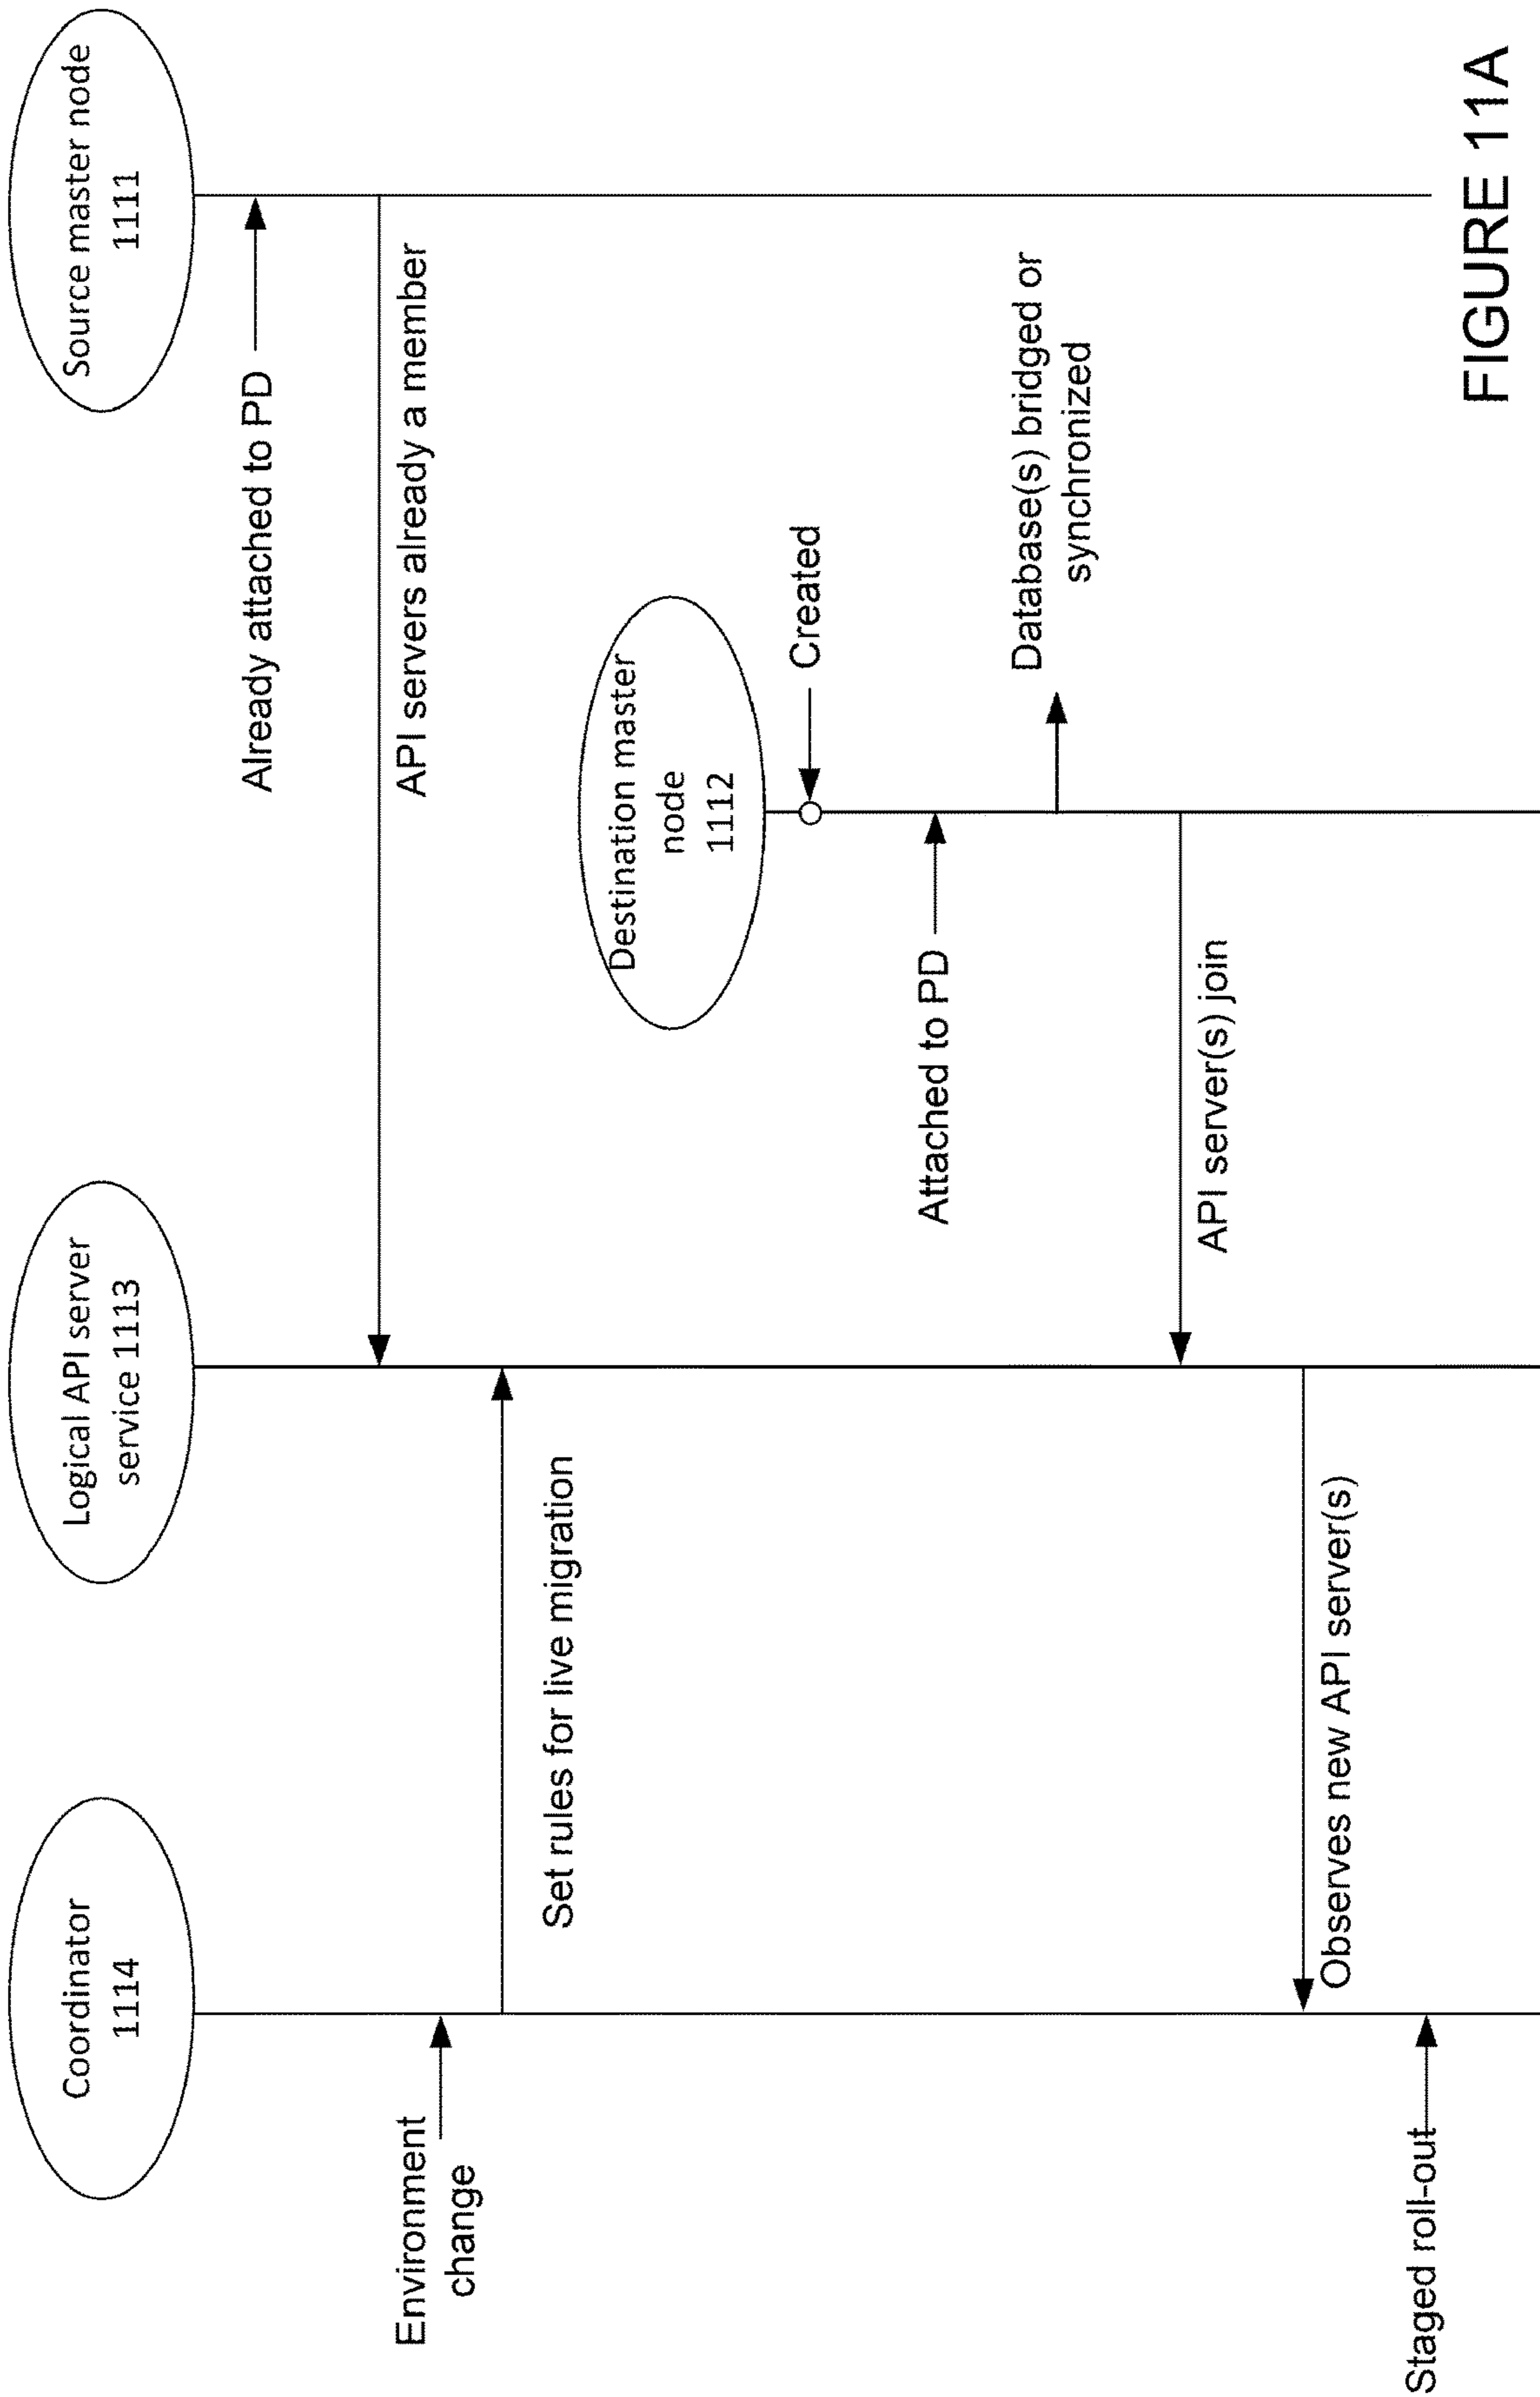 Coordinator
1114
Logical API server
service 1113
Source master node
1111
Already attached to PD
API servers already a member
Environment
change
Set rules for live migration
Destination master
node
1112
Created
Attached to PD
Database(s) bridged or
synchronized
API server(s) join
Observes new API server(s)
Staged roll-out
FIGURE 11A